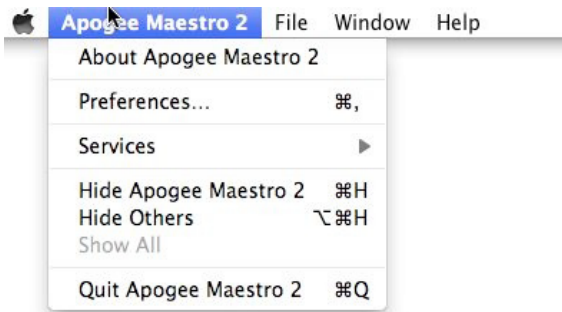 Apogee Maestro 2 File Window Help
About Apogee Maestro 2
Preferences... ⌘,
Services ▶
Hide Apogee Maestro 2 ⌘H
Hide Others ⌥⌘H
Show All
Quit Apogee Maestro 2 ⌘Q